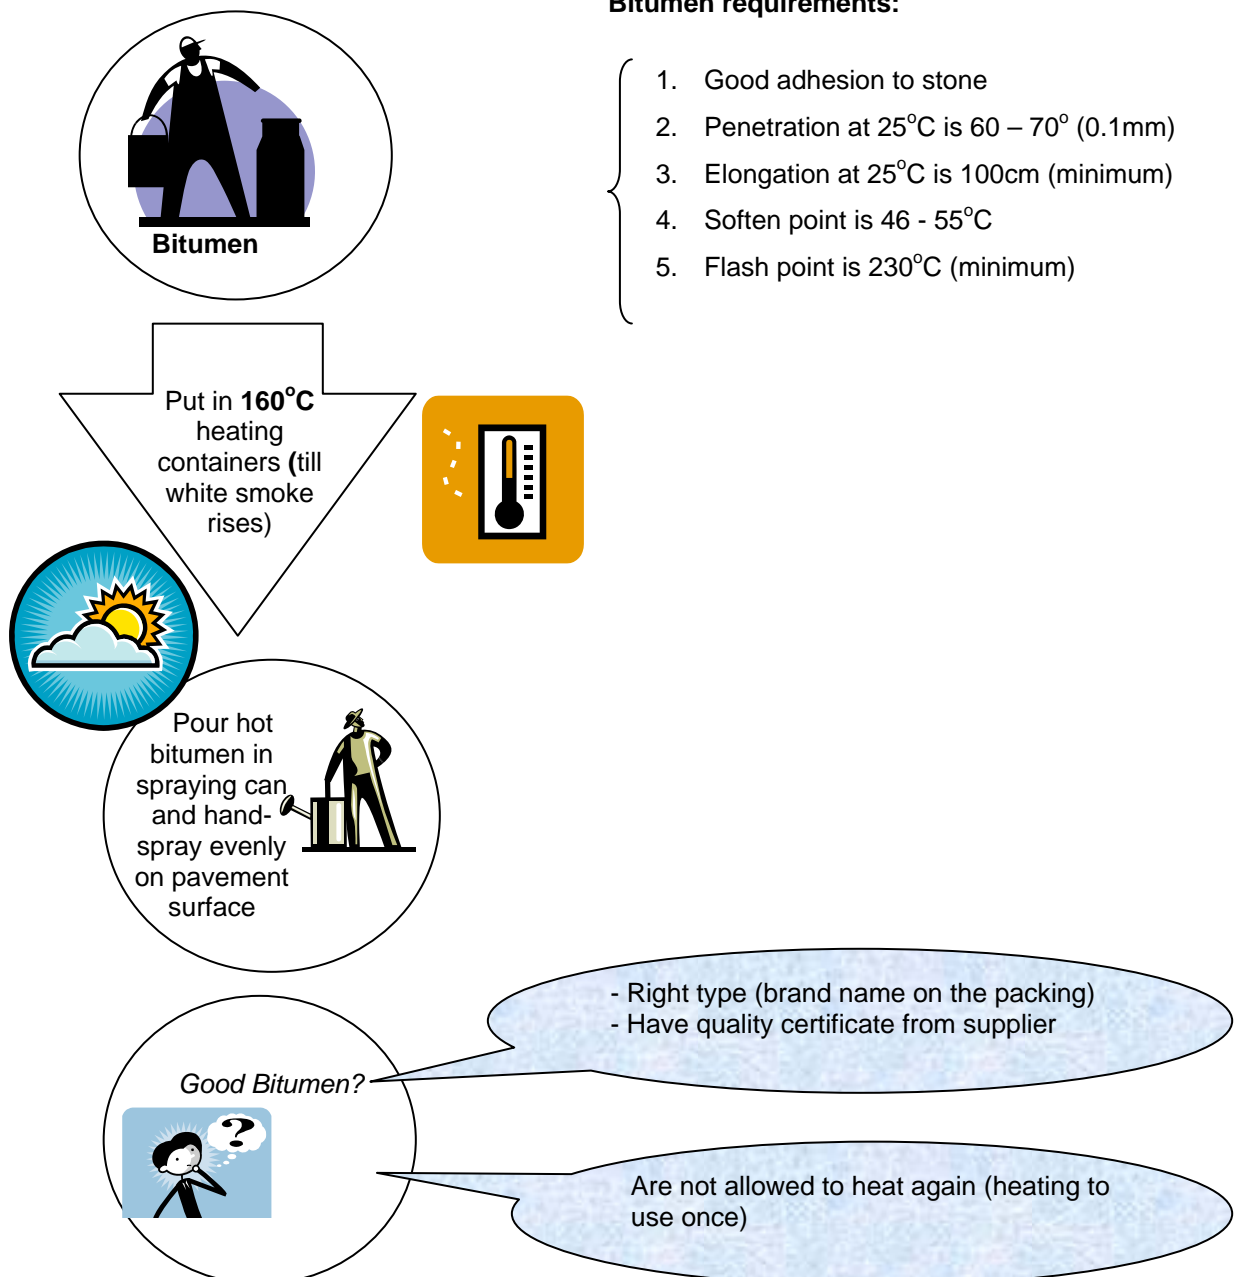 Bitumen requirements:
1. Good adhesion to stone
2. Penetration at 25°C is 60 – 70° (0.1mm)
3. Elongation at 25°C is 100cm (minimum)
4. Soften point is 46 - 55°C
5. Flash point is 230°C (minimum)
Bitumen
Put in 160°C
heating
containers (till
white smoke
rises)
Pour hot
bitumen in
spraying can
and hand-
spray evenly
on pavement
surface
- Right type (brand name on the packing)
- Have quality certificate from supplier
Good Bitumen?
?
Are not allowed to heat again (heating to
use once)